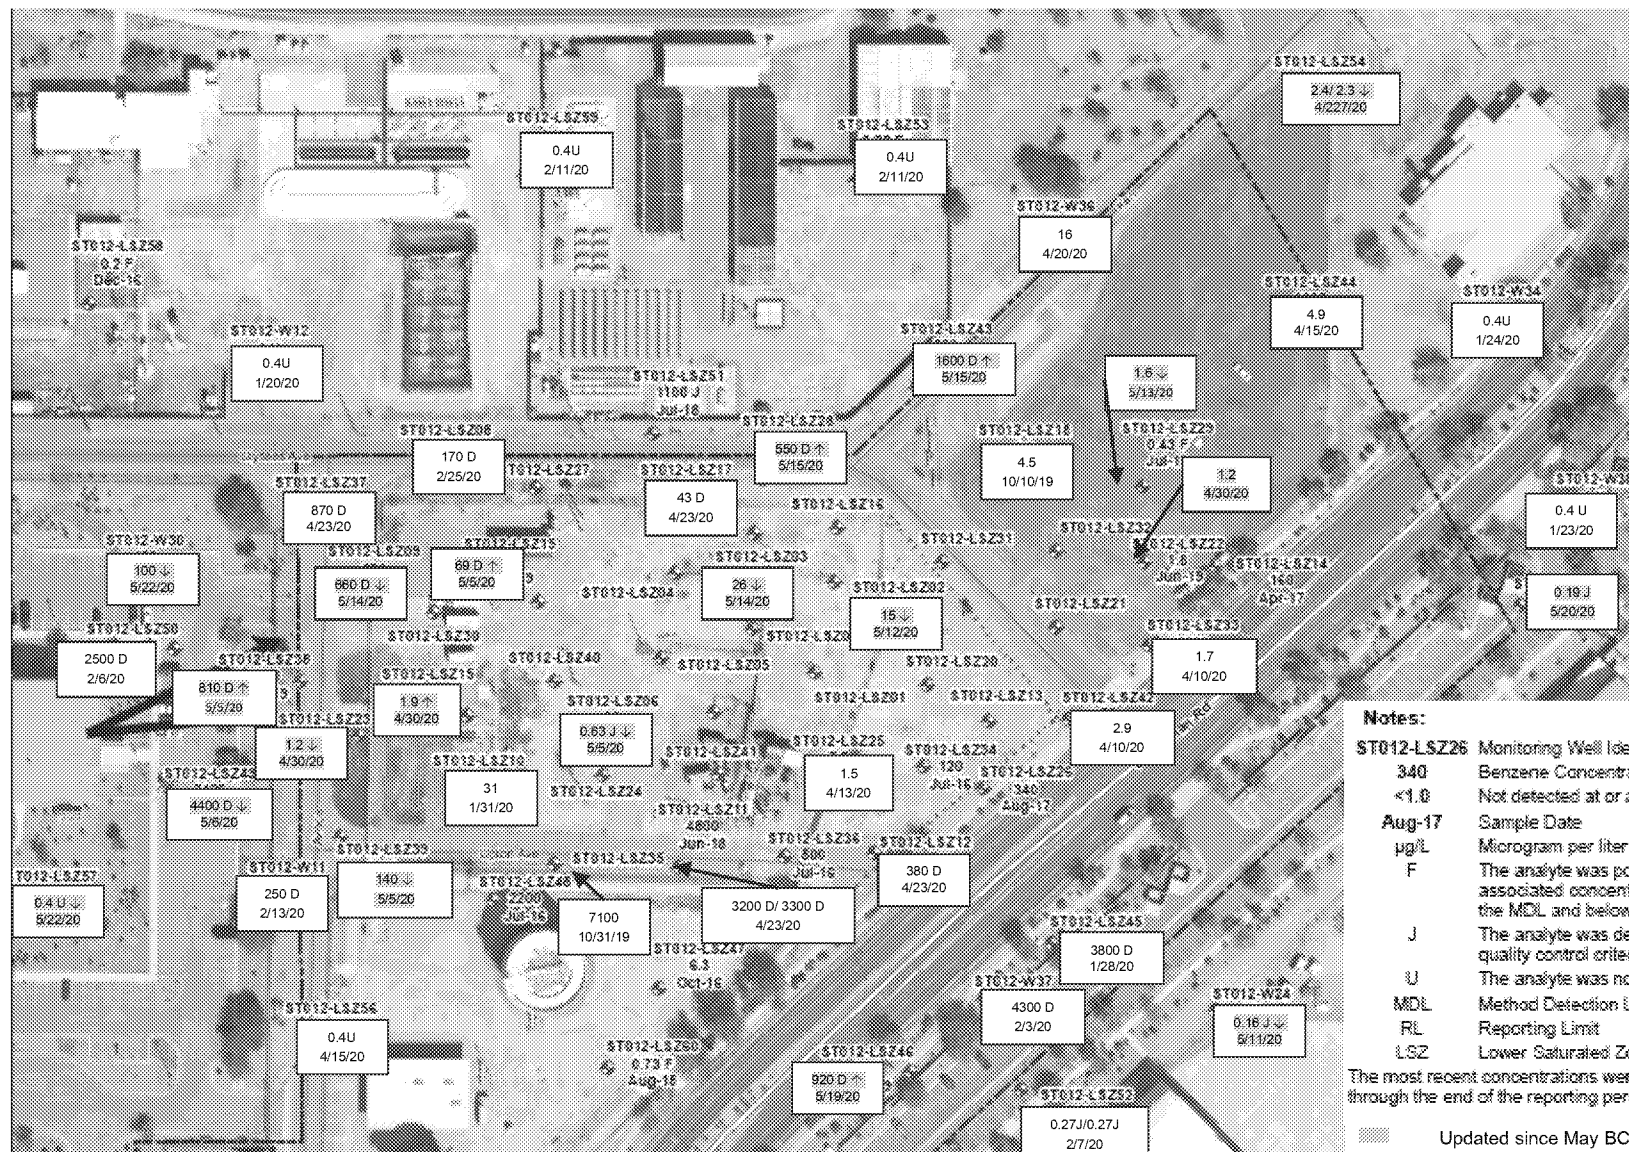 ST012-LSZ54
2.4/ 2.3 ↓
4/227/20
0.4U
2/11/20
ST012-LSZ53
0.4U
2/11/20
ST012-W36
16
4/20/20
ST012-LSZ58
0.2 F
Dec-16
ST012-LSZ44
4.9
4/15/20
ST012-W34
0.4U
1/24/20
ST012-W12
0.4U
1/20/20
ST012-LSZ43
1600 D ↑
5/15/20
ST012-LSZ51
1100 J
Jul-18
1.6 ↓
5/13/20
ST012-LSZ08
170 D
2/25/20
ST012-LSZ28
550 D ↑
5/15/20
ST012-LSZ18
4.5
10/10/19
ST012-LSZ29
0.43 F
T012-LSZ27
ST012-LSZ17
43 D
4/23/20
1.2
4/30/20
ST012-LSZ37
870 D
4/23/20
ST012-LSZ16
ST012-LSZ32
0.4 U
1/23/20
ST012-W30
100 ↓
5/22/20
ST012-LSZ09
660 D ↓
5/14/20
69 D ↑
5/5/20
ST012-LSZ31
ST012-LSZ03
26 ↓
5/14/20
ST012-LSZ04
ST012-LSZ02
15 ↓
5/12/20
T012-LSZ22
1.6
Jun-19
ST012-LSZ14
160
Apr-17
0.19 J
5/20/20
ST012-LSZ21
ST012-LSZ50
2500 D
2/6/20
ST012-LSZ30
ST012-LSZ0
ST012-LSZ33
1.7
4/10/20
ST012-LSZ38
810 D ↑
5/5/20
ST012-LSZ40
ST012-LSZ05
ST012-LSZ20
ST012-LSZ15
1.9 ↑
4/30/20
ST012-LSZ06
0.63 J ↓
5/5/20
ST012-LSZ01
ST012-LSZ13
ST012-LSZ42
2.9
4/10/20
ST012-LSZ23
1.2 ↓
4/30/20
ST012-LSZ41
ST012-LSZ25
1.5
4/13/20
ST012-LSZ34
120
Jul-16
ST012-LSZ26
340
Aug-17
4400 D ↓
5/6/20
ST012-LSZ10
31
1/31/20
ST012-LSZ24
ST012-LSZ11
4800
Jun-18
ST012-LSZ39
140 ↓
5/5/20
ST012-LSZ35
3200 D/ 3300 D
4/23/20
ST012-LSZ36
500
Jul-16
ST012-LSZ12
380 D
4/23/20
T012-LSZ57
0.4 U ↓
5/22/20
ST012-W11
250 D
2/13/20
ST012-LSZ48
2200
Jul-16
7100
10/31/19
ST012-LSZ47
6.3
Oct-16
ST012-LSZ45
3800 D
1/28/20
ST012-W37
4300 D
2/3/20
ST012-W24
0.16 J ↓
5/11/20
ST012-LSZ56
0.4U
4/15/20
ST012-LSZ60
0.73 F
ST012-LSZ46
920 D ↑
5/19/20
ST012-LSZ52
0.27J/0.27J
2/7/20
Notes:
ST012-LSZ26 Monitoring Well Ide
340 Benzene Concentra
<1.0 Not detected at or a
Aug-17 Sample Date
µg/L Microgram per liter
F The analyte was po
associated concent
the MDL and below
J The analyte was de
quality control criter
U The analyte was no
MDL Method Detection L
RL Reporting Limit
LSZ Lower Saturated Zo
The most recent concentrations wer
through the end of the reporting per
Updated since May BC